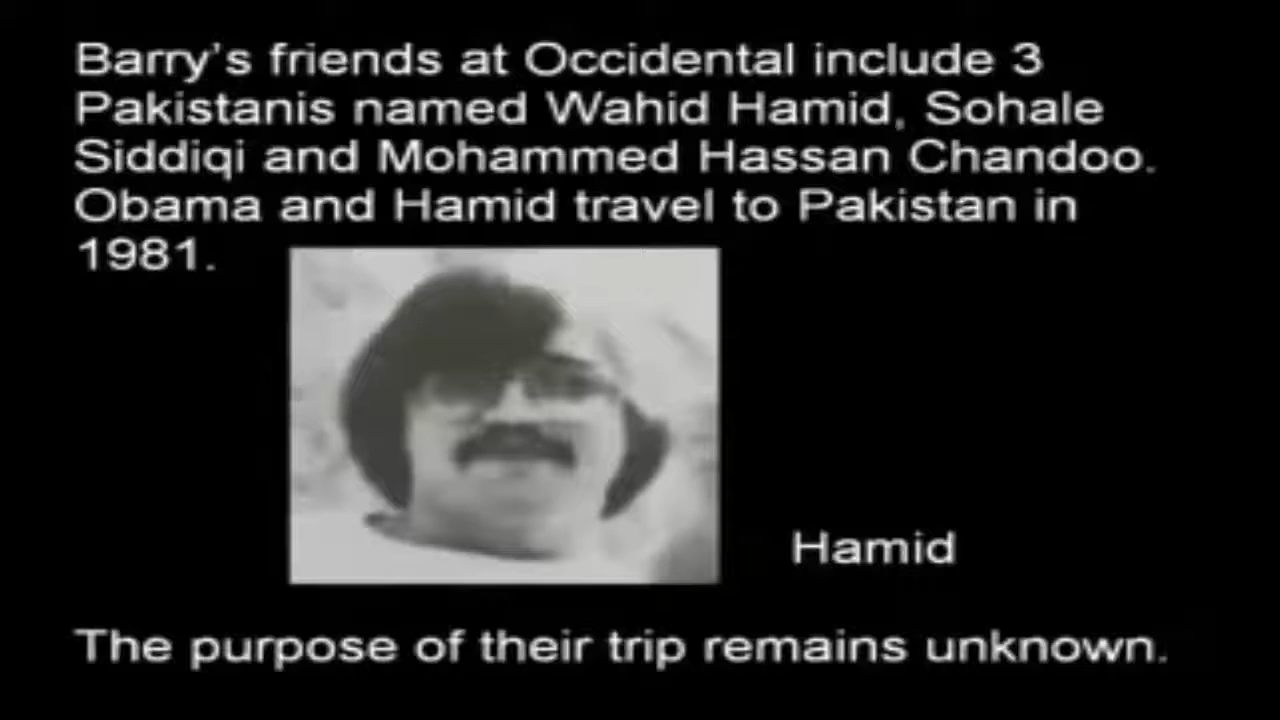 Barry's friends at Occidental include 3
Pakistanis named Wahid Hamid, Sohale
Siddiqi and Mohammed Hassan Chandoo.
Obama and Hamid travel to Pakistan in
1981.
Hamid
The purpose of their trip remains unknown.